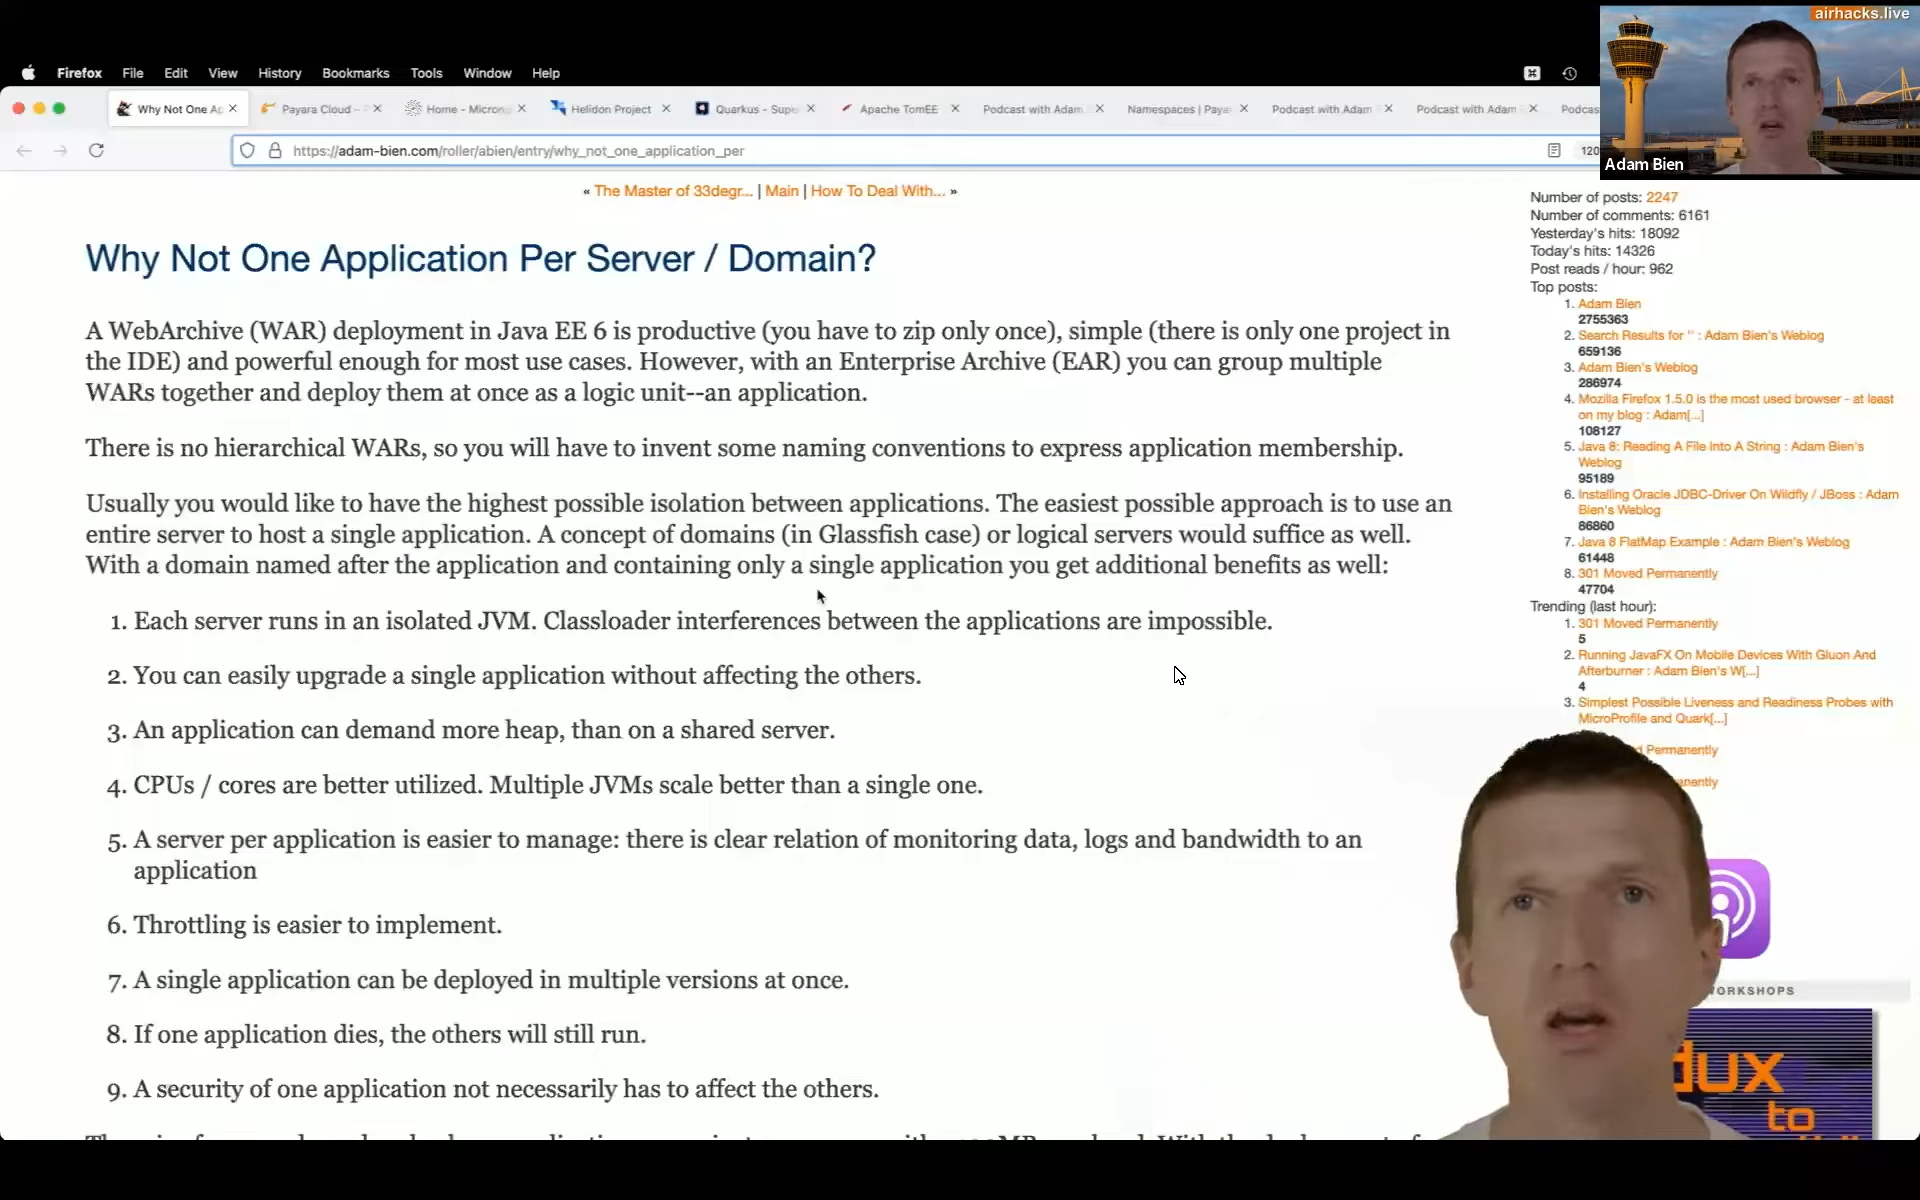 airhacks.live
Adam Bien
Firefox File Edit View History Bookmarks Tools Window Help
Why Not One Ap
Payara Cloud –
Home - Micron
Helidon Project
Quarkus - Supe
Apache TomEE
Podcast with Adam
Namespaces | Paya
Podcast with Adam
Podcast with Adam
Podcas
https://adam-bien.com/roller/abien/entry/why_not_one_application_per
120
« The Master of 33degr... | Main | How To Deal With... »
Why Not One Application Per Server / Domain?
A WebArchive (WAR) deployment in Java EE 6 is productive (you have to zip only once), simple (there is only one project in
the IDE) and powerful enough for most use cases. However, with an Enterprise Archive (EAR) you can group multiple
WARs together and deploy them at once as a logic unit--an application.
There is no hierarchical WARs, so you will have to invent some naming conventions to express application membership.
Usually you would like to have the highest possible isolation between applications. The easiest possible approach is to use an
entire server to host a single application. A concept of domains (in Glassfish case) or logical servers would suffice as well.
With a domain named after the application and containing only a single application you get additional benefits as well:
1. Each server runs in an isolated JVM. Classloader interferences between the applications are impossible.
2. You can easily upgrade a single application without affecting the others.
3. An application can demand more heap, than on a shared server.
4. CPUs / cores are better utilized. Multiple JVMs scale better than a single one.
5. A server per application is easier to manage: there is clear relation of monitoring data, logs and bandwidth to an
application
6. Throttling is easier to implement.
7. A single application can be deployed in multiple versions at once.
8. If one application dies, the others will still run.
9. A security of one application not necessarily has to affect the others.
Number of posts: 2247
Number of comments: 6161
Yesterday's hits: 18092
Today's hits: 14326
Post reads / hour: 962
Top posts:
1. Adam Bien
2755363
2. Search Results for '' : Adam Bien's Weblog
659136
3. Adam Bien's Weblog
286974
4. Mozilla Firefox 1.5.0 is the most used browser - at least
on my blog : Adam[...]
108127
5. Java 8: Reading A File Into A String : Adam Bien's
Weblog
95189
6. Installing Oracle JDBC-Driver On Wildfly / JBoss : Adam
Bien's Weblog
86860
7. Java 8 FlatMap Example : Adam Bien's Weblog
61448
8. 301 Moved Permanently
47704
Trending (last hour):
1. 301 Moved Permanently
5
2. Running JavaFX On Mobile Devices With Gluon And
Afterburner : Adam Bien's W[...]
4
3. Simplest Possible Liveness and Readiness Probes with
MicroProfile and Quark[...]
d Permanently
nently
WORKSHOPS
dux
to